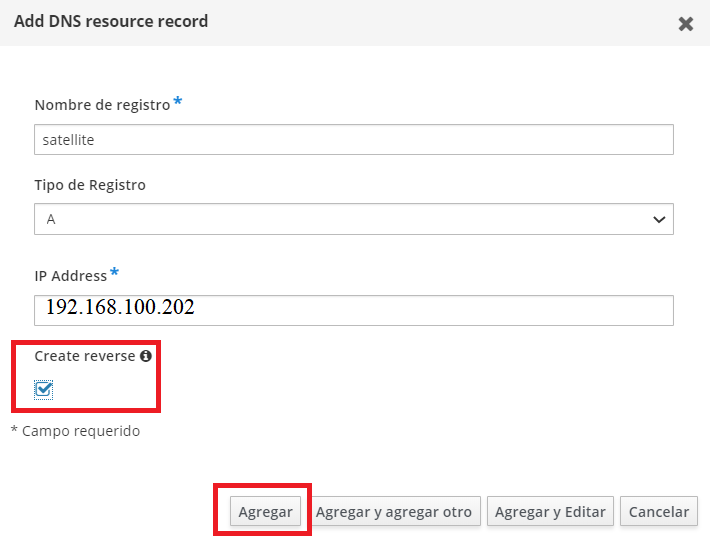 Add DNS resource record
Nombre de registro*
satellite
Tipo de Registro
A
IP Address*
192.168.100.202
Create reverse
* Campo requerido
Agregar Agregar y agregar otro Agregar y Editar Cancelar